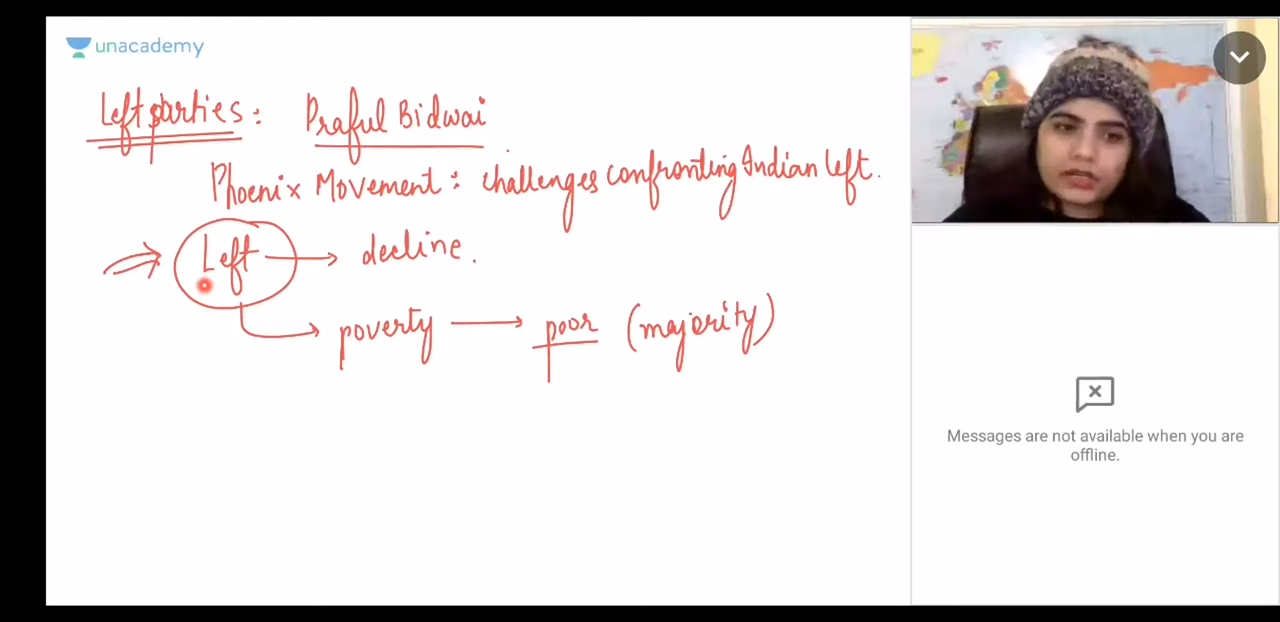 unacademy
Left parties : Praful Bidwai
Phoenix Movement : challenges confronting Indian Left.
Left → decline.
poverty → poor (majority)
Messages are not available when you are
offline.